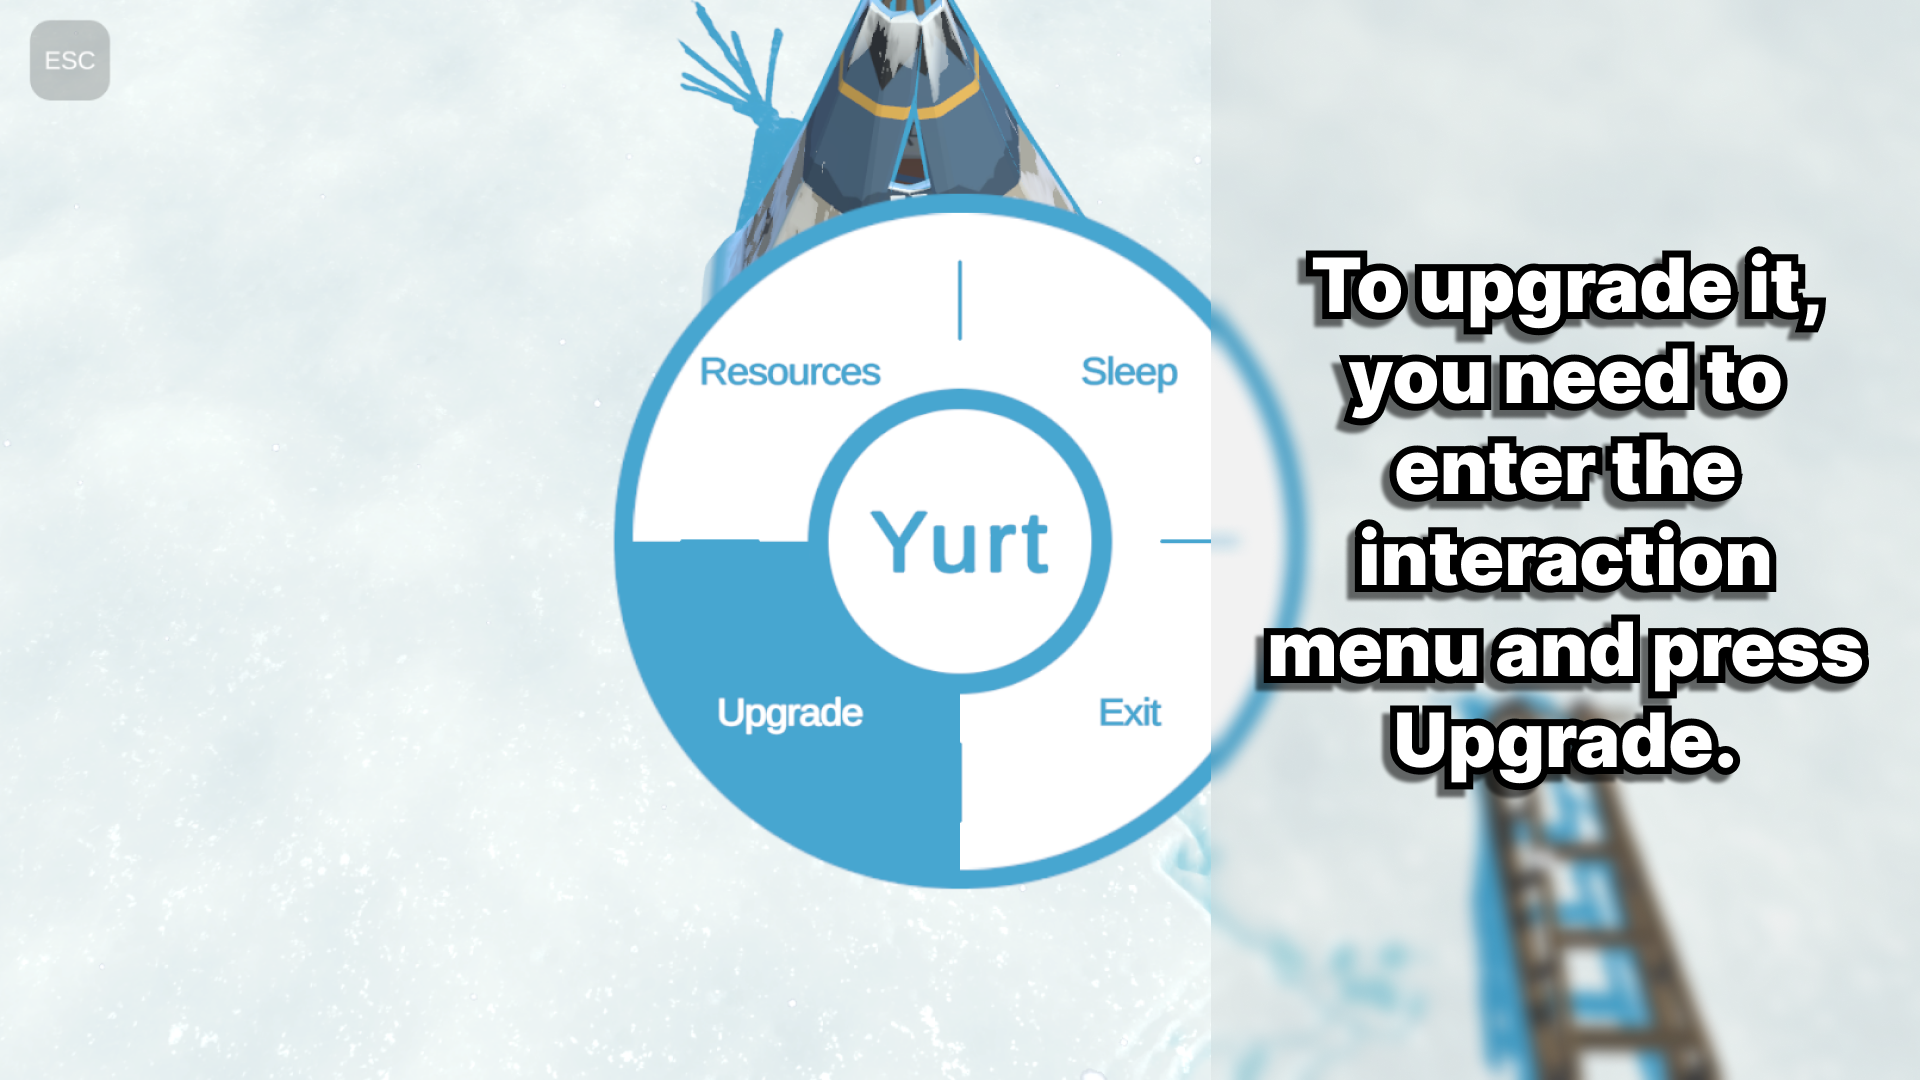 ESC
Resources
Sleep
Yurt
Upgrade
Exit
To upgrade it,
you need to
enter the
interaction
menu and press
Upgrade.